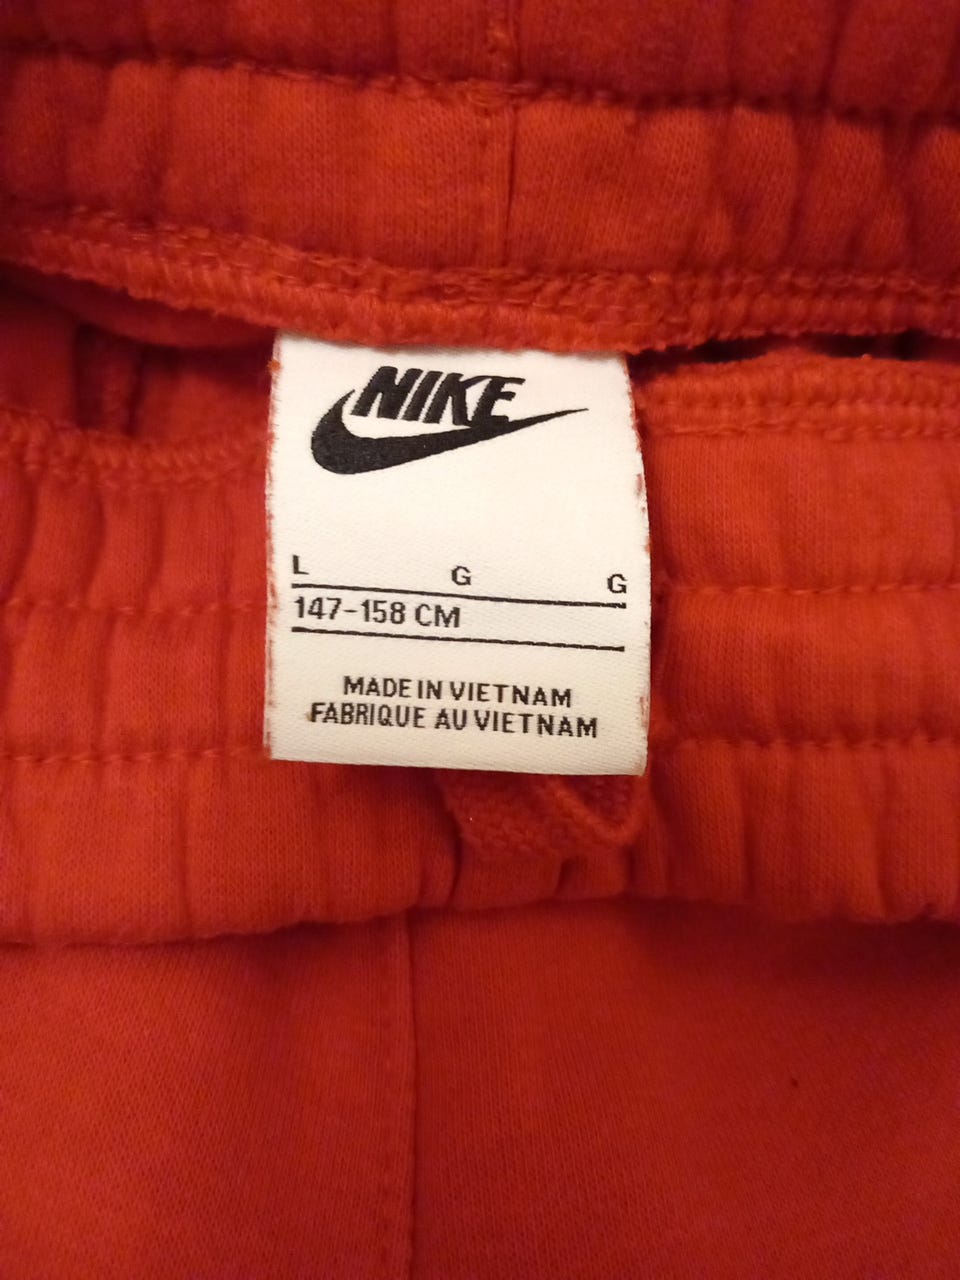 NIKE
L G G
147-158 CM
MADE IN VIETNAM
FABRIQUE AU VIETNAM